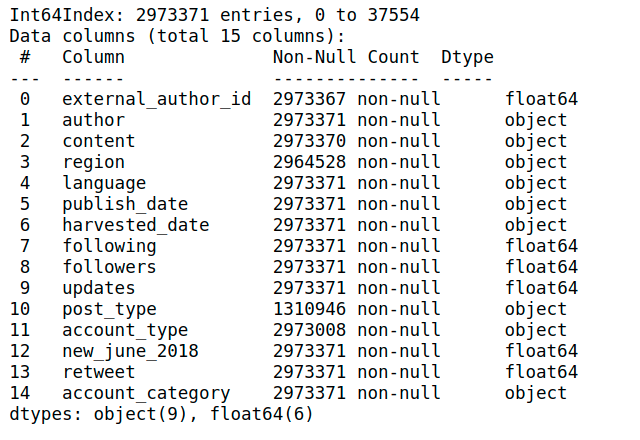 Int64Index: 2973371 entries, 0 to 37554
Data columns (total 15 columns):
 #   Column              Non-Null Count  Dtype
---  ------              --------------  -----
 0   external_author_id  2973367 non-null      float64
 1   author              2973371 non-null      object
 2   content             2973370 non-null      object
 3   region              2964528 non-null      object
 4   language            2973371 non-null      object
 5   publish_date        2973371 non-null      object
 6   harvested_date      2973371 non-null      object
 7   following           2973371 non-null      float64
 8   followers           2973371 non-null      float64
 9   updates             2973371 non-null      float64
10   post_type           1310946 non-null      object
11   account_type        2973008 non-null      object
12   new_june_2018       2973371 non-null      float64
13   retweet             2973371 non-null      float64
14   account_category    2973371 non-null      object
dtypes: object(9), float64(6)